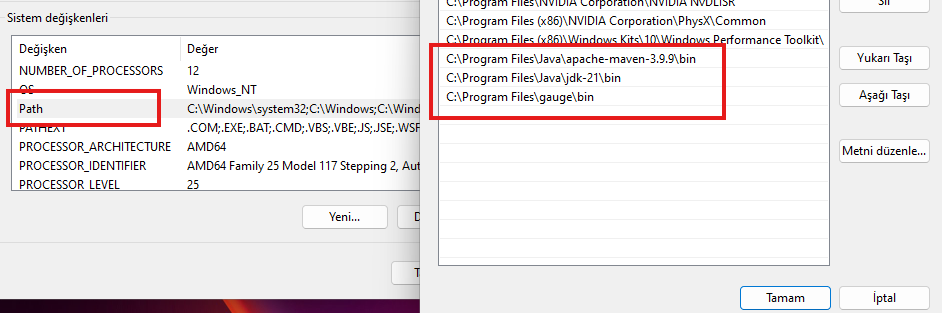 Sistem değişkenleri
Değişken Değer
NUMBER_OF_PROCESSORS 12
OS Windows_NT
Path C:\Windows\system32;C:\Windows;C:\Wind
PATHEXT .COM;.EXE;.BAT;.CMD;.VBS;.VBE;.JS;.JSE;.WSF
PROCESSOR_ARCHITECTURE AMD64
PROCESSOR_IDENTIFIER AMD64 Family 25 Model 117 Stepping 2, Aut
PROCESSOR_LEVEL 25
Yeni...
C:\Program Files\NVIDIA Corporation\NVIDIA NvDLISR
C:\Program Files (x86)\NVIDIA Corporation\PhysX\Common
C:\Program Files (x86)\Windows Kits\10\Windows Performance Toolkit\
C:\Program Files\Java\apache-maven-3.9.9\bin
C:\Program Files\Java\jdk-21\bin
C:\Program Files\gauge\bin
Sil
Yukarı Taşı
Aşağı Taşı
Metni düzenle...
Tamam
İptal